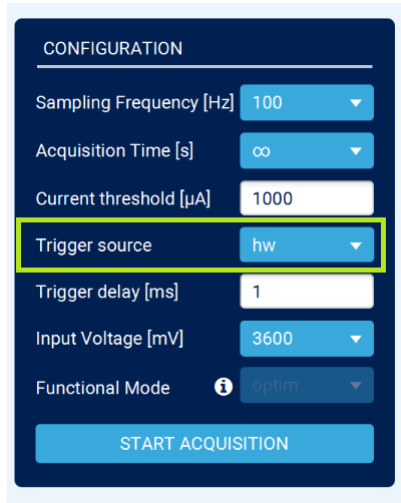 CONFIGURATION
Sampling Frequency [Hz] 100
Acquisition Time [s] ∞
Current threshold [µA] 1000
Trigger source hw
Trigger delay [ms] 1
Input Voltage [mV] 3600
Functional Mode i optim
START ACQUISITION